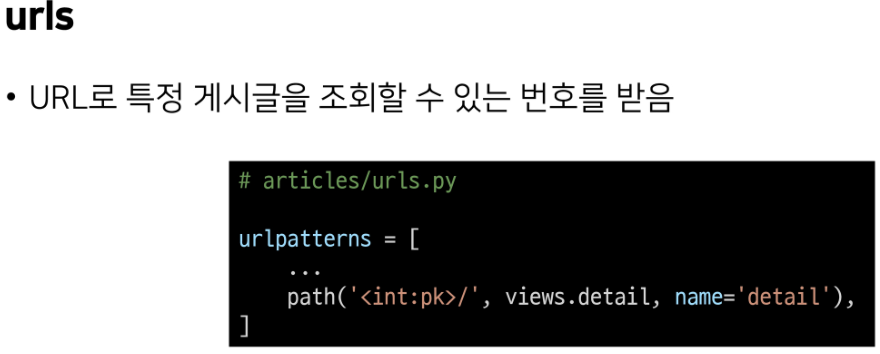 urls
• URL로 특정 게시글을 조회할 수 있는 번호를 받음
# articles/urls.py
urlpatterns = [
    ...
    path('<int:pk>/', views.detail, name='detail'),
]